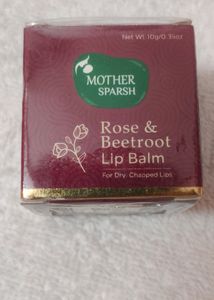 Net Wt. 10g/0.35oz
MOTHER
SPARSH
Rose &
Beetroot
Lip Balm
For Dry, Chapped Lips